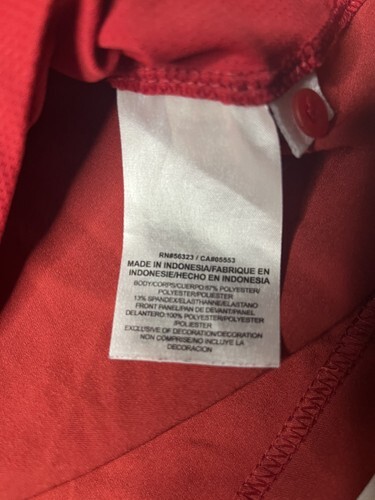 RN#56323 / CA#05553
MADE IN INDONESIA/FABRIQUE EN
INDONESIE/HECHO EN INDONESIA
BODY/CORPS/CUERPO:87% POLYESTER/
POLYESTER/POLIESTER
13% SPANDEX/ELASTHANNE/ELASTANO
FRONT PANEL/PAN DE DEVANT/PANEL
DELANTERO:100% POLYESTER/POLYESTER
/POLIESTER
EXCLUSIVE OF DECORATION/DECORATION
NON COMPRISE/NO INCLUYE LA
DECORACION